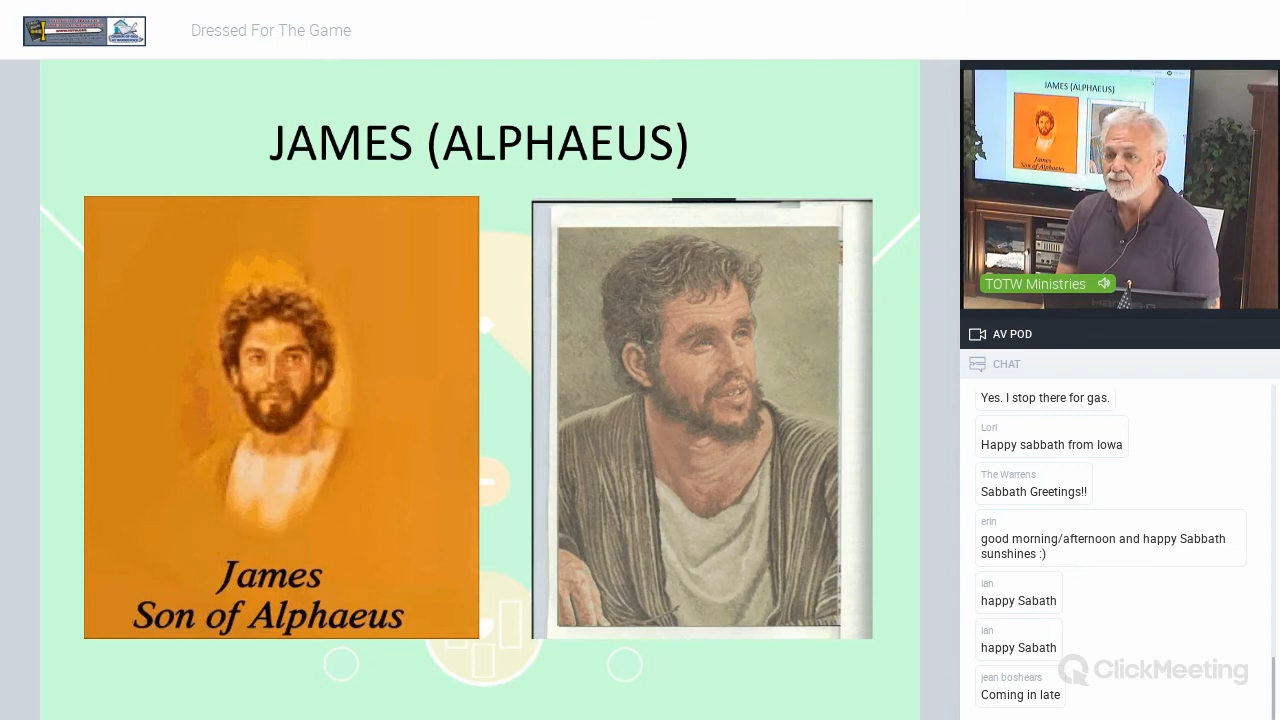 Dressed For The Game
JAMES (ALPHAEUS)
James
Son of Alphaeus
JAMES (ALPHAEUS)
James
Son of Alphaeus
TOTW Ministries
AV POD
CHAT
Yes. I stop there for gas.
Lori
Happy sabbath from Iowa
The Warrens
Sabbath Greetings!!
erin
good morning/afternoon and happy Sabbath
sunshines :)
ian
happy Sabath
ian
happy Sabath
jean boshears
Coming in late
ClickMeeting